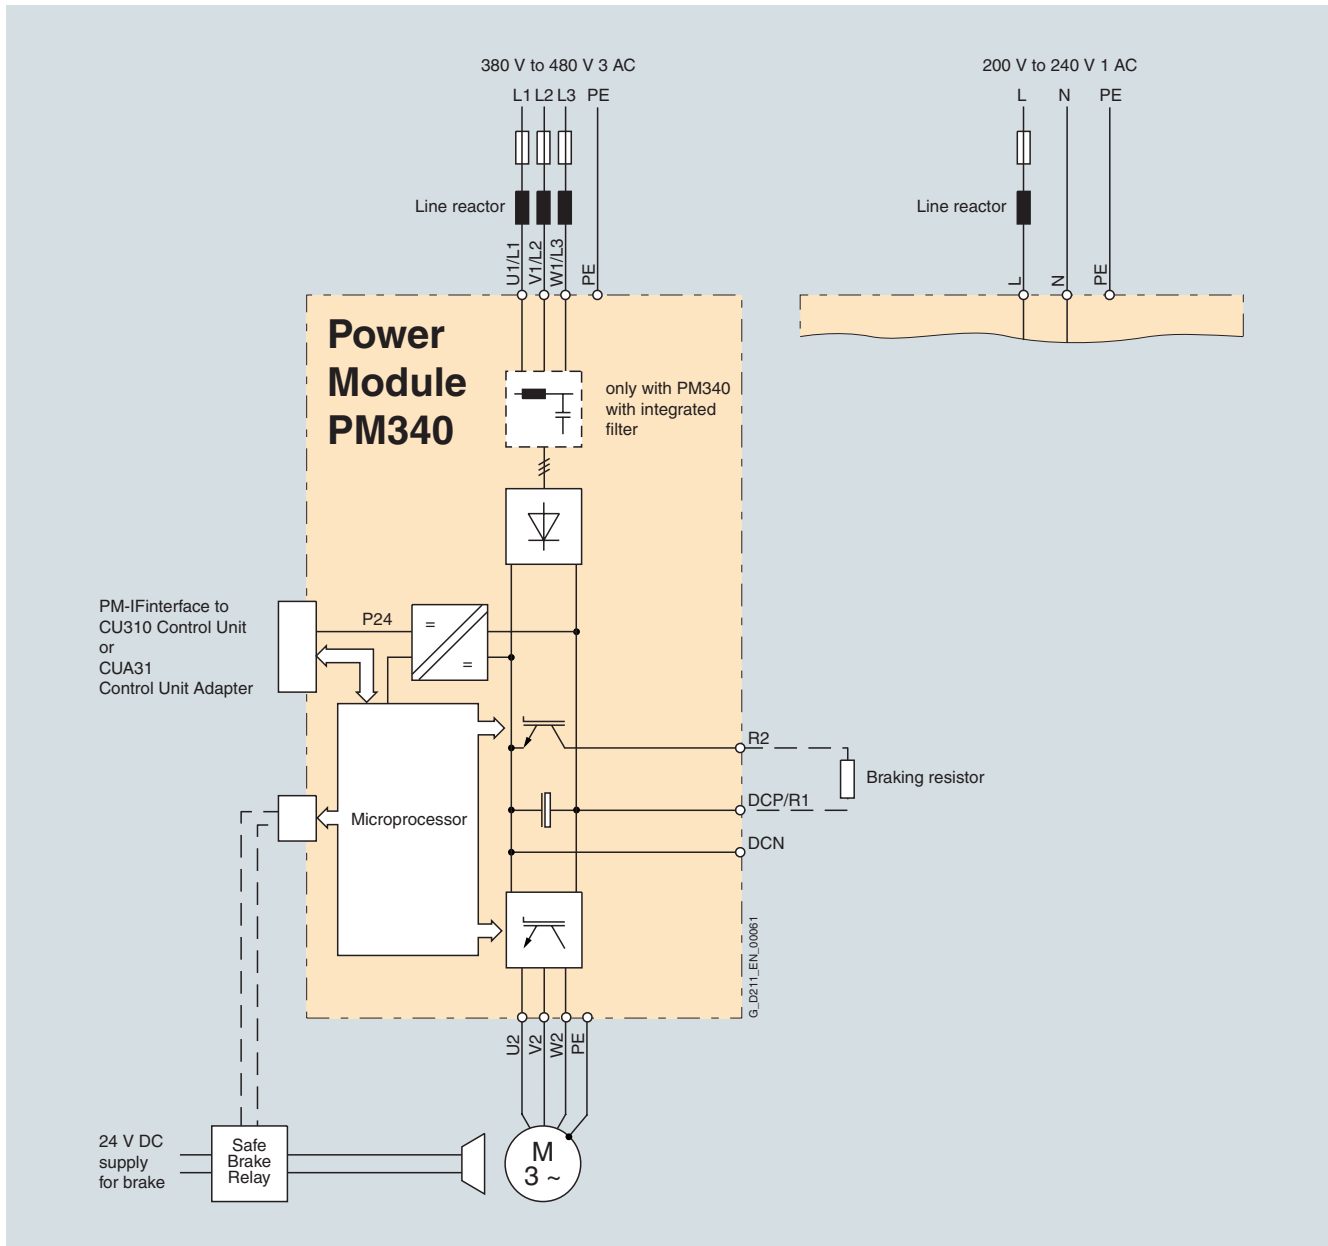 380 V to 480 V 3 AC
L1 L2 L3 PE
Line reactor
U1/L1
V1/L2
W1/L3
PE
200 V to 240 V 1 AC
L N PE
Line reactor
L
N
PE
Power
Module
PM340
only with PM340
with integrated
filter
PM-IFinterface to
CU310 Control Unit
or
CUA31
Control Unit Adapter
P24
=
=
R2
Braking resistor
DCP/R1
DCN
Microprocessor
G_D211_EN_00061
U2
V2
W2
PE
24 V DC
supply
for brake
Safe
Brake
Relay
M
3 ~